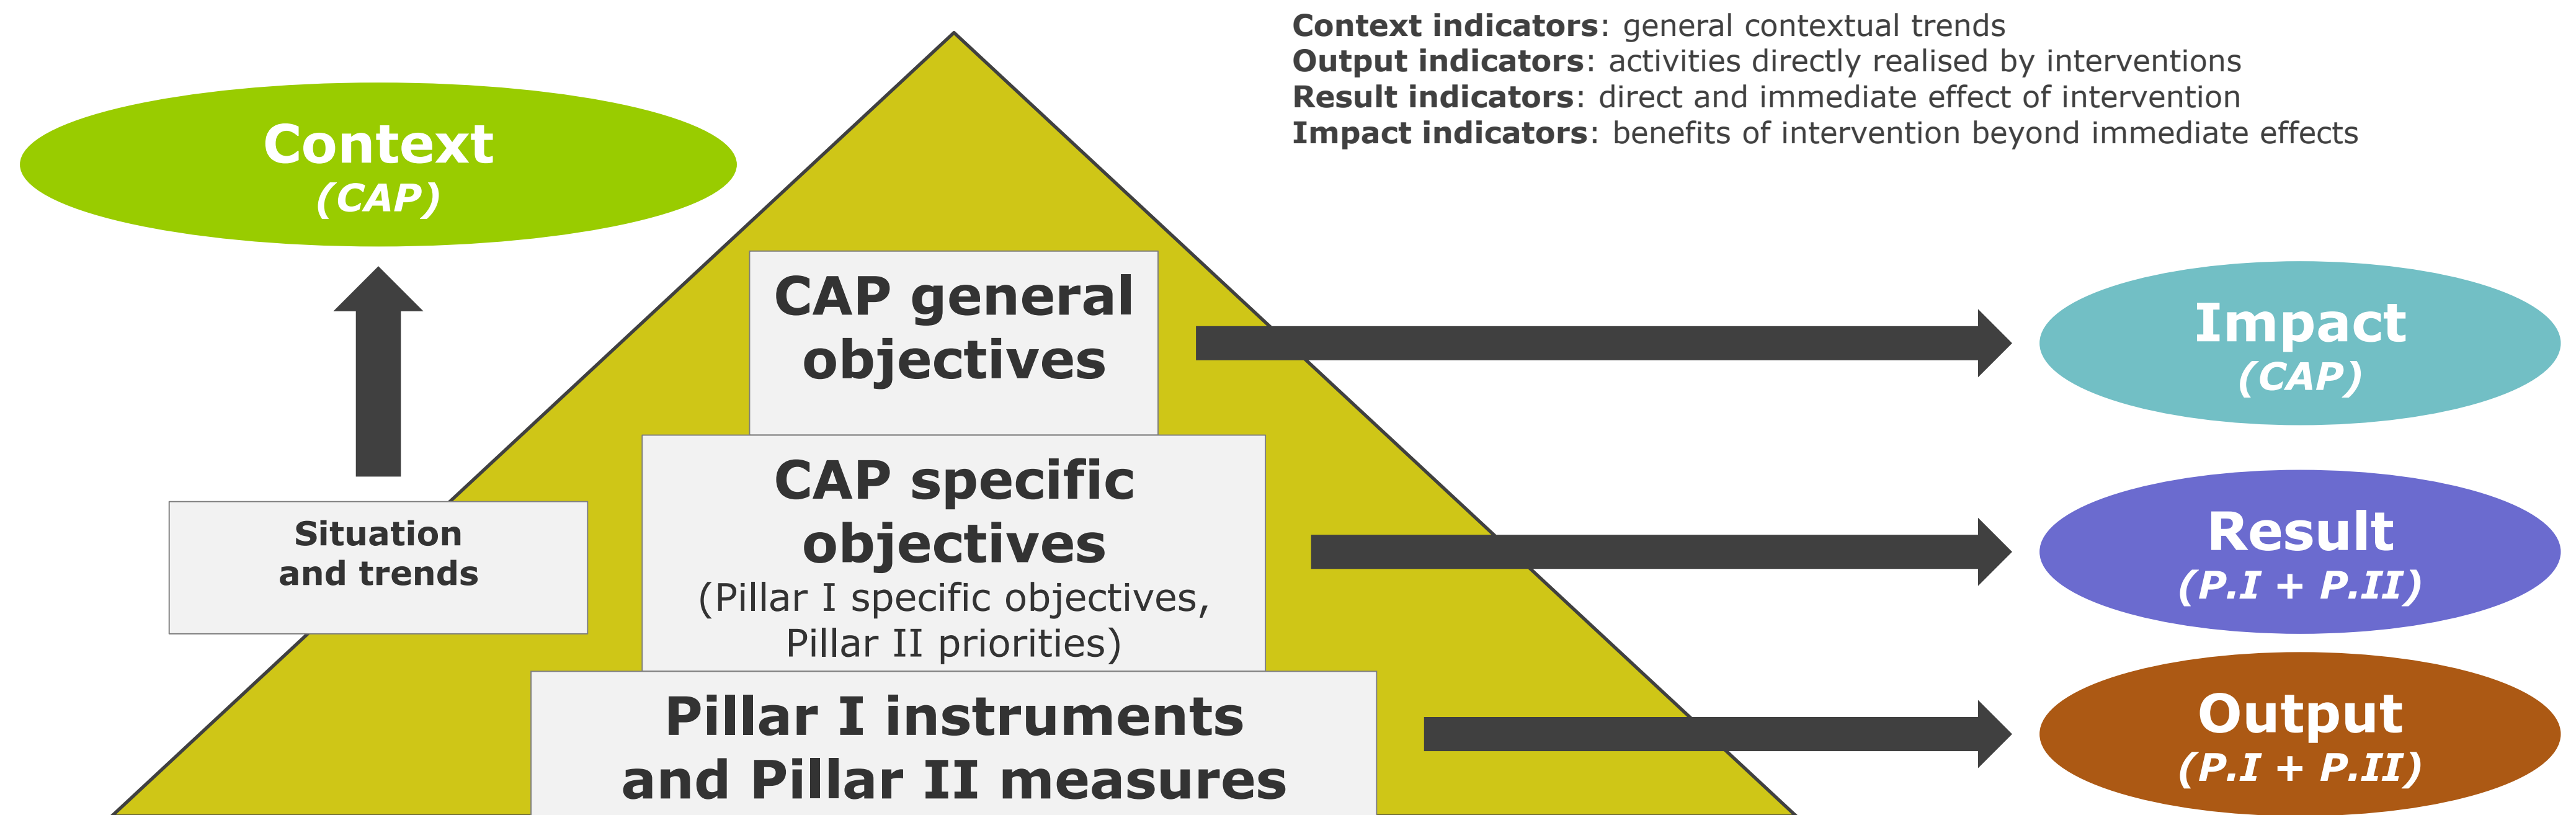 Context indicators: general contextual trends
Output indicators: activities directly realised by interventions
Result indicators: direct and immediate effect of intervention
Impact indicators: benefits of intervention beyond immediate effects
Context
(CAP)
Situation
and trends
CAP general
objectives
Impact
(CAP)
CAP specific
objectives
(Pillar I specific objectives,
Pillar II priorities)
Result
(P.I + P.II)
Pillar I instruments
and Pillar II measures
Output
(P.I + P.II)